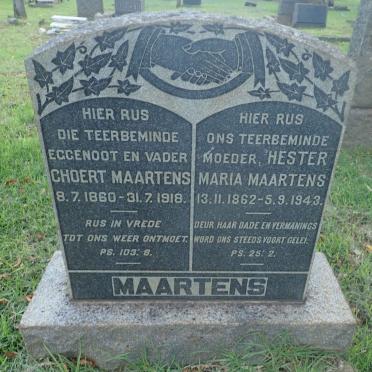 HIER RUS
DIE TEERBEMINDE
EGGENOOT EN VADER
CHOERT MAARTENS
8.7.1860-31.7.1918.
RUS IN VREDE
TOT ONS WEER ONTMOET.
PS. 103. 8.
HIER RUS
ONS TEERBEMINDE
MOEDER, HESTER
MARIA MAARTENS
13.11.1862-5.9.1943.
DEUR HAAR DADE EN VERMANINGS
WORD ONS STEEDS VOORT GELEI.
PS. 25. 2.
MAARTENS